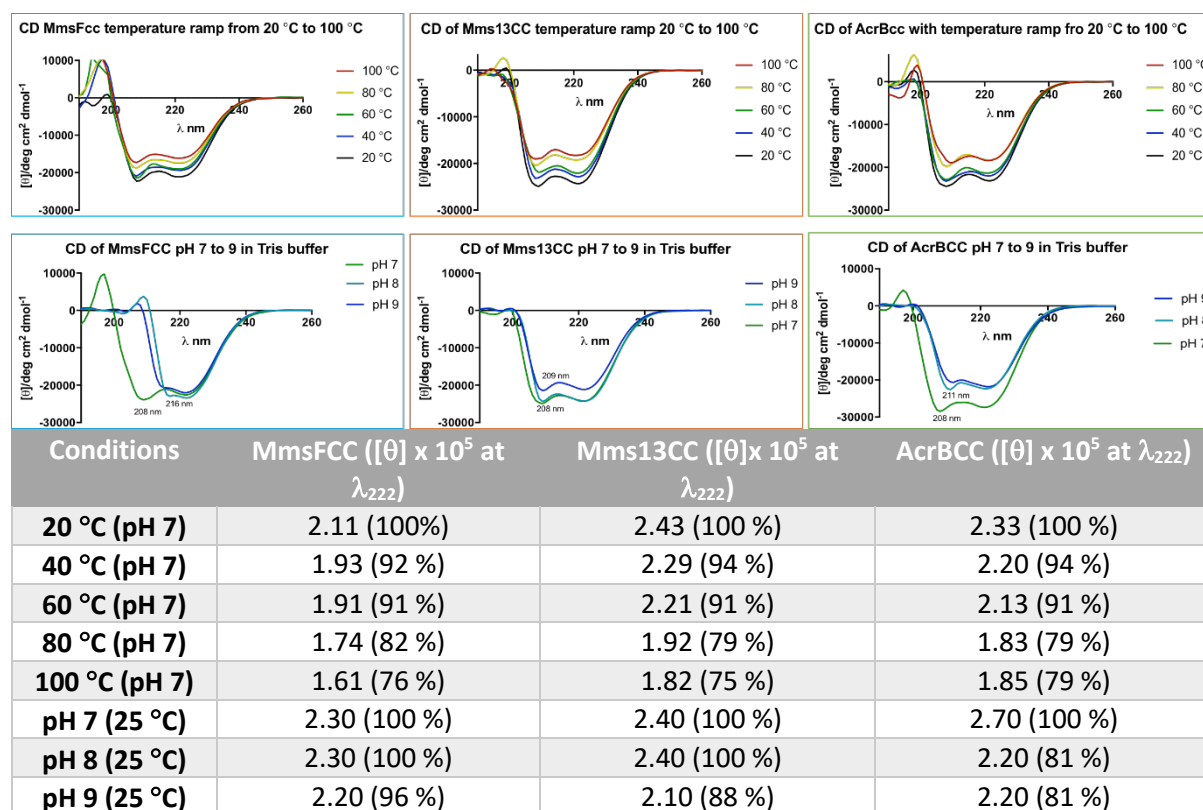 CD MmsFcc temperature ramp from 20 °C to 100 °C
10000
0
-10000
-20000
-30000
[θ]/deg cm² dmol⁻¹
200
220
240
260
λ nm
100 °C
80 °C
60 °C
40 °C
20 °C
CD of Mms13CC temperature ramp 20 °C to 100 °C
10000
0
-10000
-20000
-30000
[θ]/deg cm² dmol⁻¹
200
220
240
260
λ nm
100 °C
80 °C
60 °C
40 °C
20 °C
CD of AcrBcc with temperature ramp fro 20 °C to 100 °C
10000
0
-10000
-20000
-30000
[θ]/deg cm² dmol⁻¹
200
220
240
260
λ nm
100 °C
80 °C
60 °C
40 °C
20 °C
CD of MmsFCC pH 7 to 9 in Tris buffer
10000
0
-10000
-20000
-30000
[θ]/deg cm² dmol⁻¹
200
220
240
260
λ nm
208 nm
216 nm
pH 7
pH 8
pH 9
CD of Mms13CC pH 7 to 9 in Tris buffer
10000
0
-10000
-20000
-30000
[θ]/deg cm² dmol⁻¹
200
220
240
260
λ nm
209 nm
208 nm
pH 9
pH 8
pH 7
CD of AcrBCC pH 7 to 9 in Tris buffer
10000
0
-10000
-20000
-30000
[θ]/deg cm² dmol⁻¹
200
220
240
260
λ nm
211 nm
208 nm
pH 9
pH 8
pH 7
Conditions MmsFCC ([θ] x 10⁵ at λ₂₂₂) Mms13CC ([θ]x 10⁵ at λ₂₂₂) AcrBCC ([θ] x 10⁵ at λ₂₂₂)
20 °C (pH 7) 2.11 (100%) 2.43 (100 %) 2.33 (100 %)
40 °C (pH 7) 1.93 (92 %) 2.29 (94 %) 2.20 (94 %)
60 °C (pH 7) 1.91 (91 %) 2.21 (91 %) 2.13 (91 %)
80 °C (pH 7) 1.74 (82 %) 1.92 (79 %) 1.83 (79 %)
100 °C (pH 7) 1.61 (76 %) 1.82 (75 %) 1.85 (79 %)
pH 7 (25 °C) 2.30 (100 %) 2.40 (100 %) 2.70 (100 %)
pH 8 (25 °C) 2.30 (100 %) 2.40 (100 %) 2.20 (81 %)
pH 9 (25 °C) 2.20 (96 %) 2.10 (88 %) 2.20 (81 %)